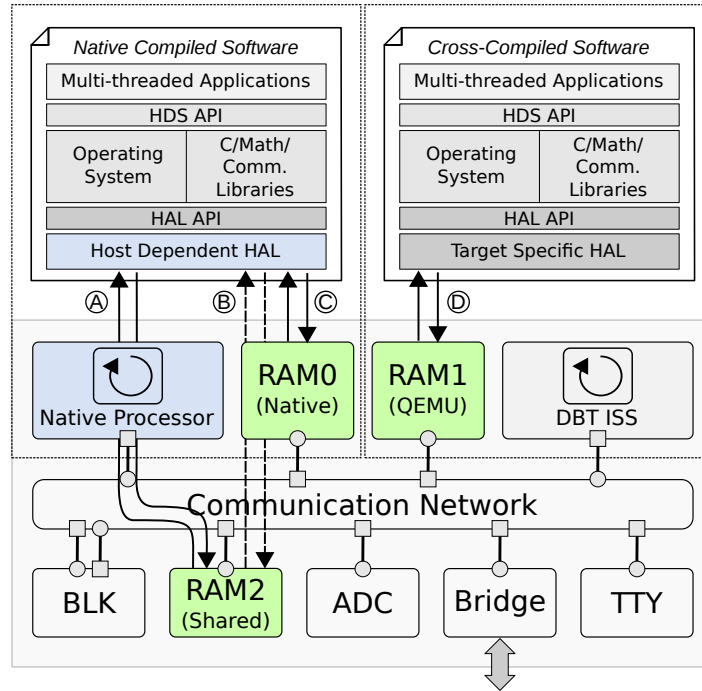 Native Compiled Software
Multi-threaded Applications
HDS API
Operating
System
C/Math/
Comm.
Libraries
HAL API
Host Dependent HAL
Cross-Compiled Software
Multi-threaded Applications
HDS API
Operating
System
C/Math/
Comm.
Libraries
HAL API
Target Specific HAL
A
B
C
D
Native Processor
RAM0
(Native)
RAM1
(QEMU)
DBT ISS
Communication Network
BLK
RAM2
(Shared)
ADC
Bridge
TTY